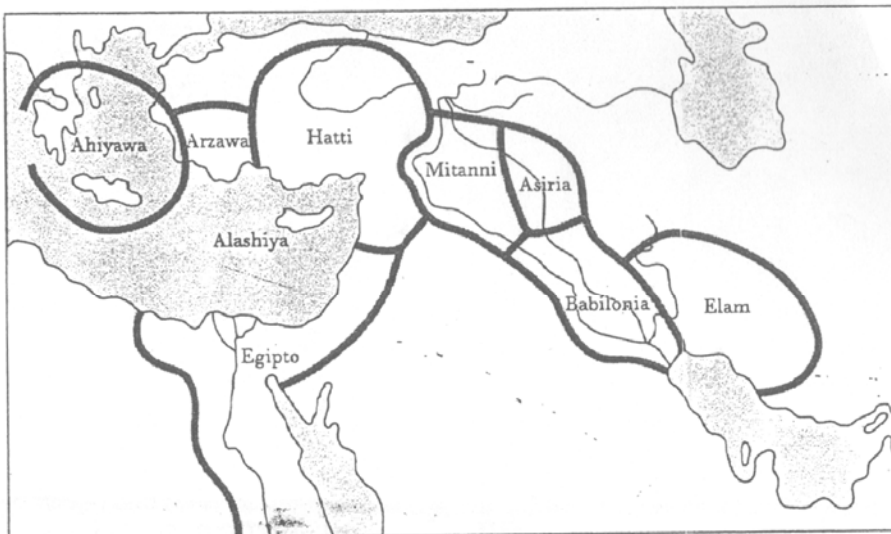 Ahiyawa
Arzawa
Hatti
Mitanni
Asiria
Alashiya
Babilonia
Elam
Egipto